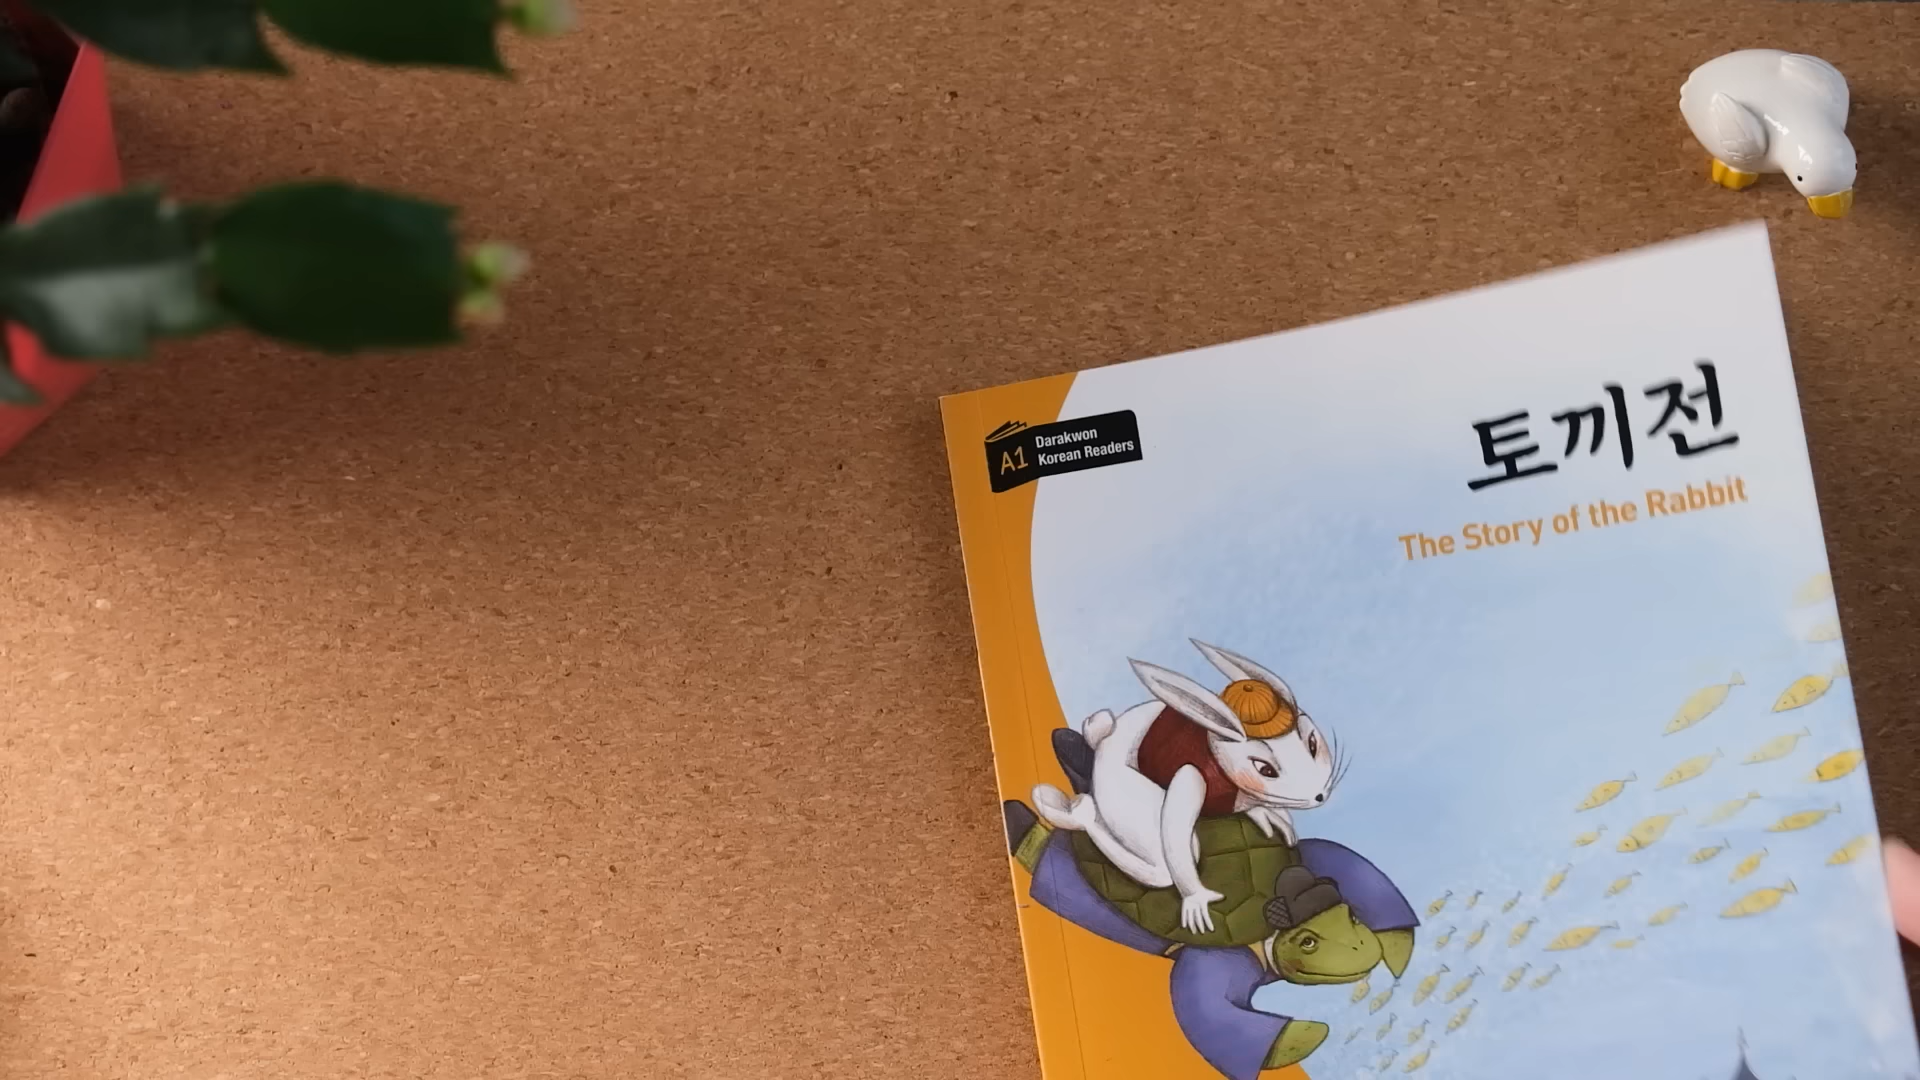 A1
Darakwon
Korean Readers
토끼전
The Story of the Rabbit